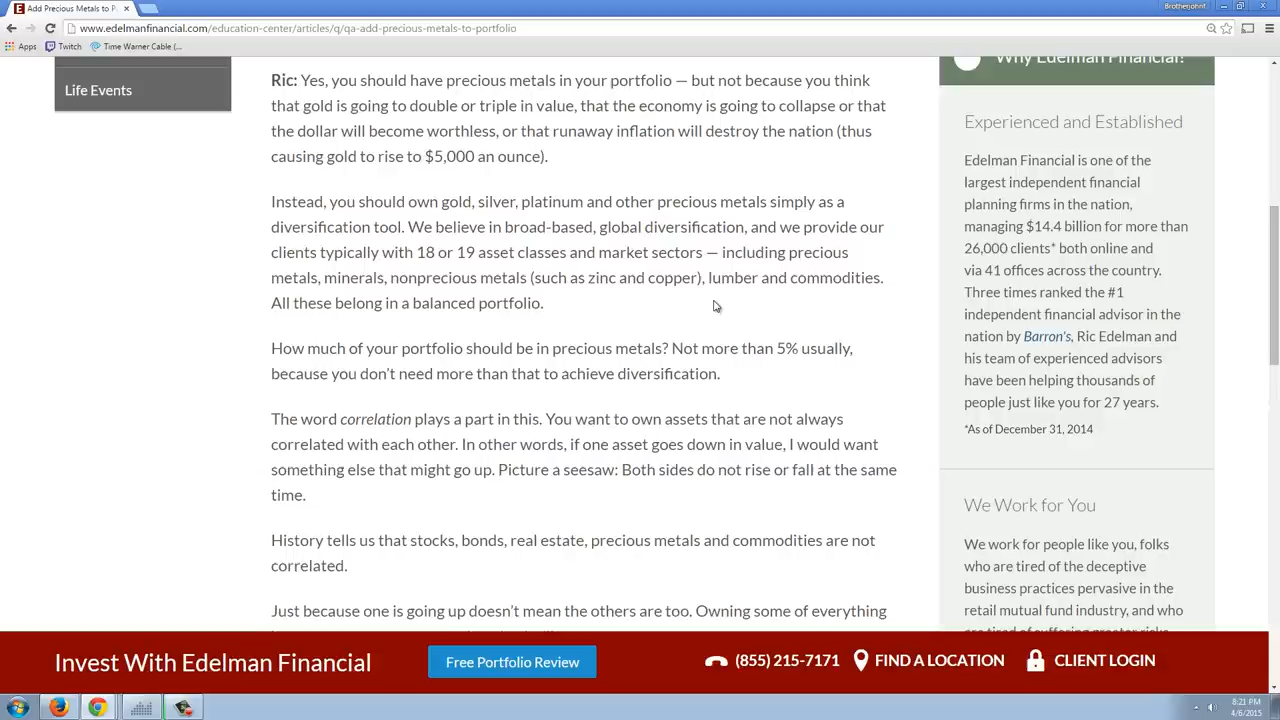 Add Precious Metals to P
Brotherjohn
www.edelmanfinancial.com/education-center/articles/q/qa-add-precious-metals-to-portfolio
Apps Twitch Time Warner Cable (...
Life Events
Ric: Yes, you should have precious metals in your portfolio — but not because you think
that gold is going to double or triple in value, that the economy is going to collapse or that
the dollar will become worthless, or that runaway inflation will destroy the nation (thus
causing gold to rise to $5,000 an ounce).
Instead, you should own gold, silver, platinum and other precious metals simply as a
diversification tool. We believe in broad-based, global diversification, and we provide our
clients typically with 18 or 19 asset classes and market sectors — including precious
metals, minerals, nonprecious metals (such as zinc and copper), lumber and commodities.
All these belong in a balanced portfolio.
How much of your portfolio should be in precious metals? Not more than 5% usually,
because you don't need more than that to achieve diversification.
The word correlation plays a part in this. You want to own assets that are not always
correlated with each other. In other words, if one asset goes down in value, I would want
something else that might go up. Picture a seesaw: Both sides do not rise or fall at the same
time.
History tells us that stocks, bonds, real estate, precious metals and commodities are not
correlated.
Just because one is going up doesn't mean the others are too. Owning some of everything
Why Edelman Financial?
Experienced and Established
Edelman Financial is one of the
largest independent financial
planning firms in the nation,
managing $14.4 billion for more than
26,000 clients* both online and
via 41 offices across the country.
Three times ranked the #1
independent financial advisor in the
nation by Barron's, Ric Edelman and
his team of experienced advisors
have been helping thousands of
people just like you for 27 years.
*As of December 31, 2014
We Work for You
We work for people like you, folks
who are tired of the deceptive
business practices pervasive in the
retail mutual fund industry, and who
are tired of suffering greater risks
Invest With Edelman Financial
Free Portfolio Review
(855) 215-7171
FIND A LOCATION
CLIENT LOGIN
8:21 PM
4/6/2015